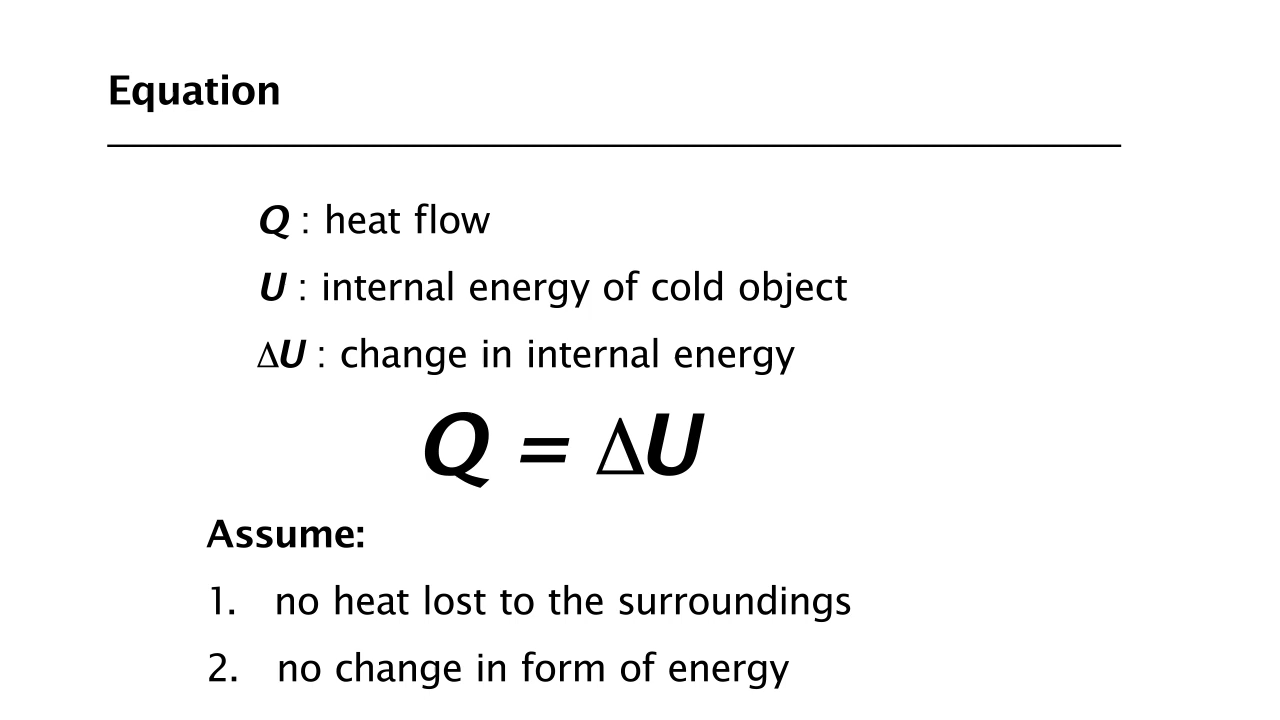 Equation
Q : heat flow
U : internal energy of cold object
ΔU : change in internal energy
Q = ΔU
Assume:
1. no heat lost to the surroundings
2. no change in form of energy